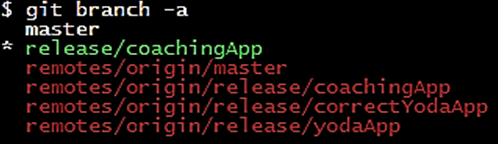 $ git branch -a
master
* release/coachingApp
remotes/origin/master
remotes/origin/release/coachingApp
remotes/origin/release/correctYodaApp
remotes/origin/release/yodaApp